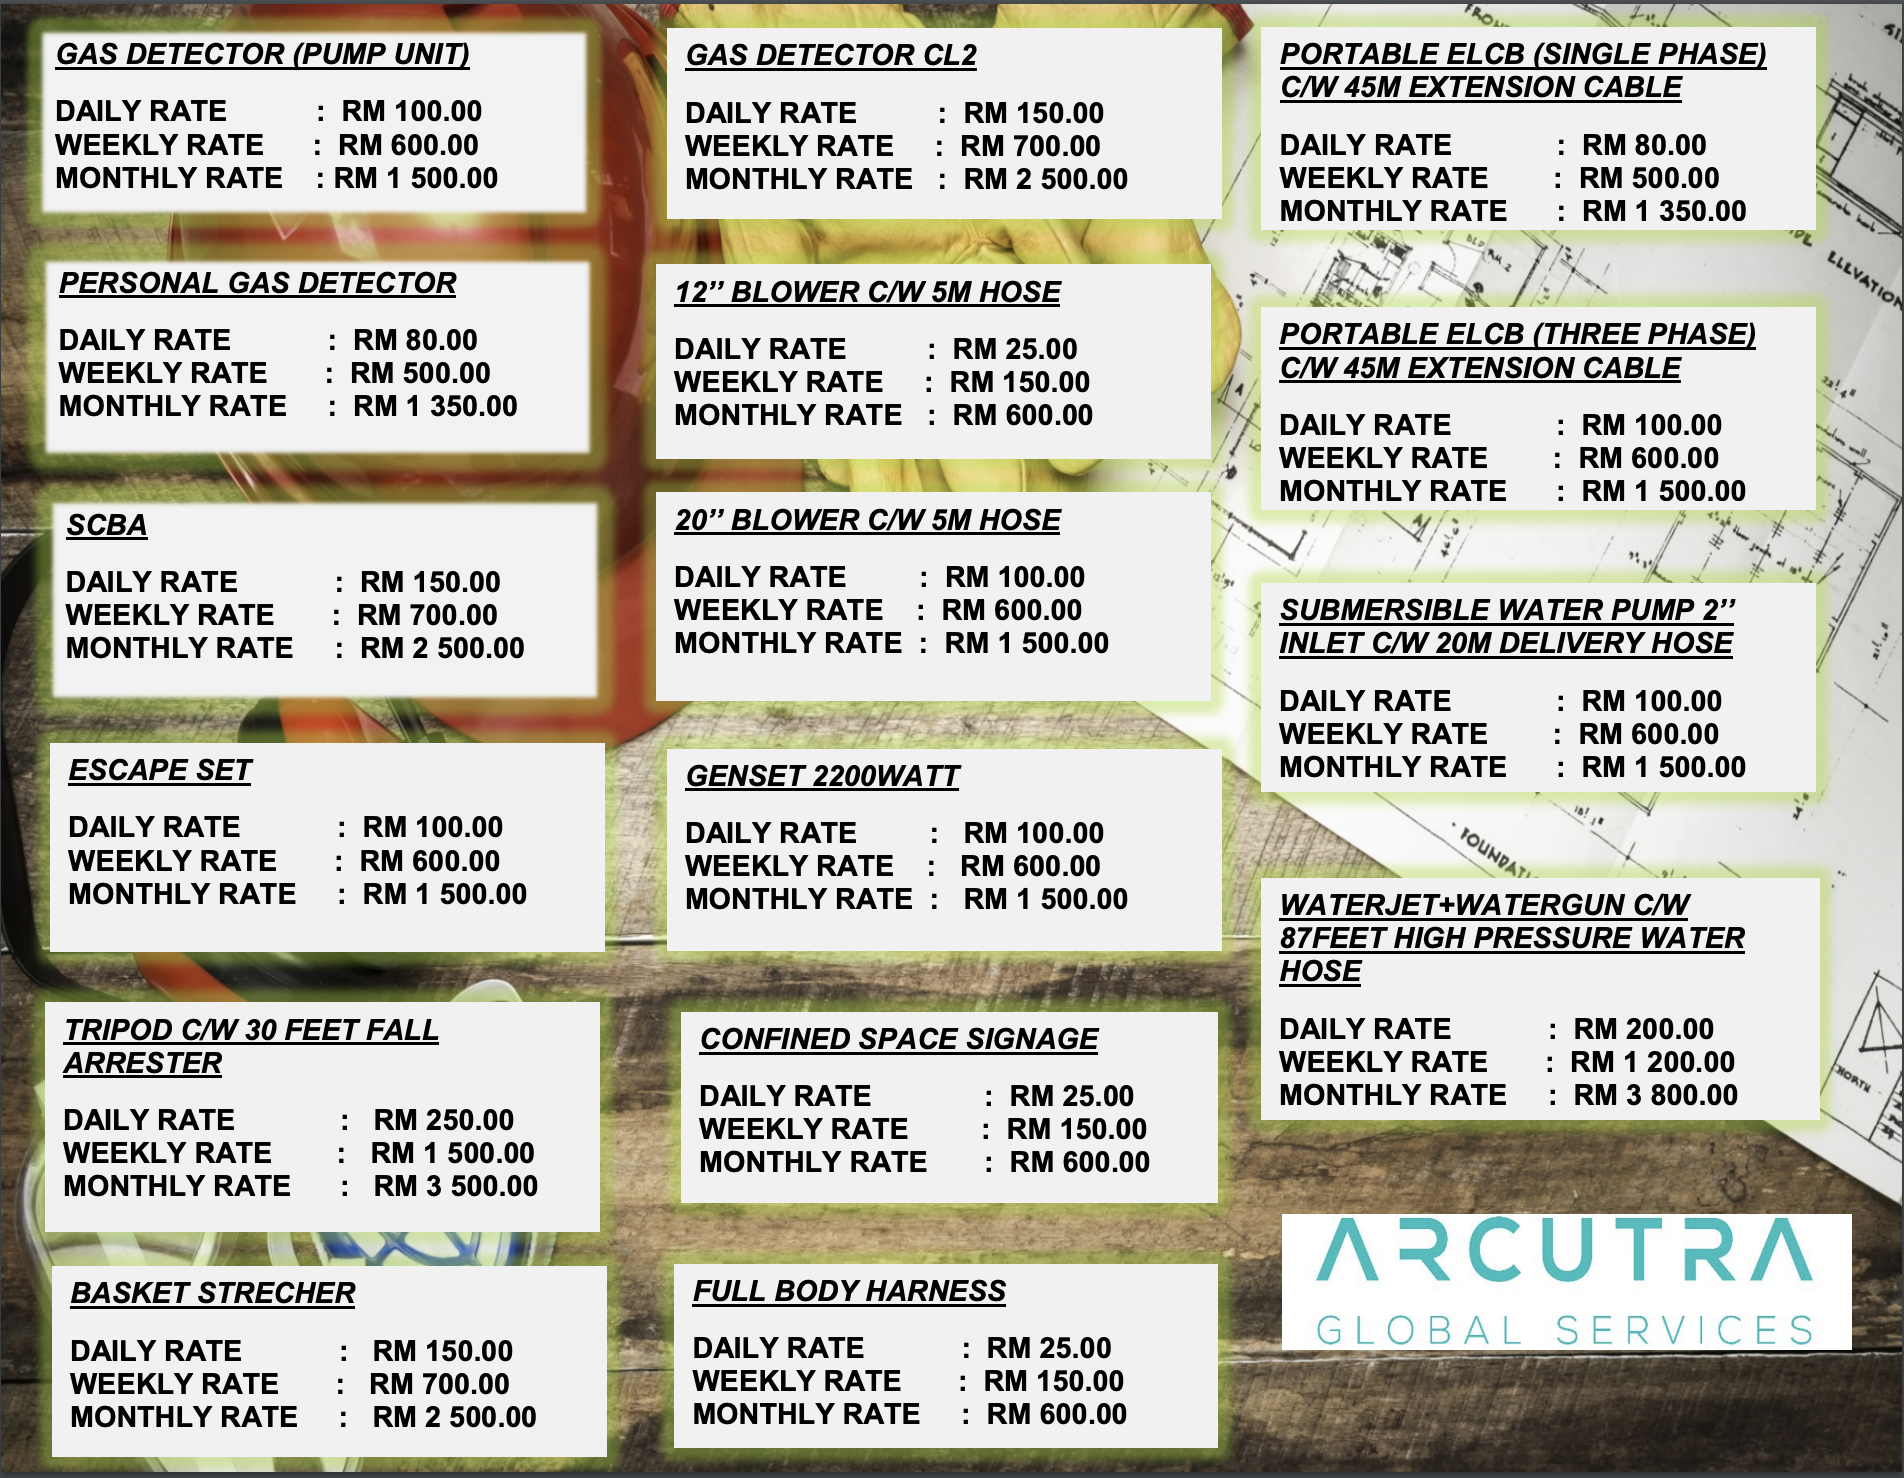 GAS DETECTOR (PUMP UNIT)
DAILY RATE : RM 100.00
WEEKLY RATE : RM 600.00
MONTHLY RATE : RM 1 500.00
PERSONAL GAS DETECTOR
DAILY RATE : RM 80.00
WEEKLY RATE : RM 500.00
MONTHLY RATE : RM 1 350.00
SCBA
DAILY RATE : RM 150.00
WEEKLY RATE : RM 700.00
MONTHLY RATE : RM 2 500.00
ESCAPE SET
DAILY RATE : RM 100.00
WEEKLY RATE : RM 600.00
MONTHLY RATE : RM 1 500.00
TRIPOD C/W 30 FEET FALL
ARRESTER
DAILY RATE : RM 250.00
WEEKLY RATE : RM 1 500.00
MONTHLY RATE : RM 3 500.00
BASKET STRECHER
DAILY RATE : RM 150.00
WEEKLY RATE : RM 700.00
MONTHLY RATE : RM 2 500.00
GAS DETECTOR CL2
DAILY RATE : RM 150.00
WEEKLY RATE : RM 700.00
MONTHLY RATE : RM 2 500.00
12’’ BLOWER C/W 5M HOSE
DAILY RATE : RM 25.00
WEEKLY RATE : RM 150.00
MONTHLY RATE : RM 600.00
20’’ BLOWER C/W 5M HOSE
DAILY RATE : RM 100.00
WEEKLY RATE : RM 600.00
MONTHLY RATE : RM 1 500.00
GENSET 2200WATT
DAILY RATE : RM 100.00
WEEKLY RATE : RM 600.00
MONTHLY RATE : RM 1 500.00
CONFINED SPACE SIGNAGE
DAILY RATE : RM 25.00
WEEKLY RATE : RM 150.00
MONTHLY RATE : RM 600.00
FULL BODY HARNESS
DAILY RATE : RM 25.00
WEEKLY RATE : RM 150.00
MONTHLY RATE : RM 600.00
PORTABLE ELCB (SINGLE PHASE)
C/W 45M EXTENSION CABLE
DAILY RATE : RM 80.00
WEEKLY RATE : RM 500.00
MONTHLY RATE : RM 1 350.00
PORTABLE ELCB (THREE PHASE)
C/W 45M EXTENSION CABLE
DAILY RATE : RM 100.00
WEEKLY RATE : RM 600.00
MONTHLY RATE : RM 1 500.00
SUBMERSIBLE WATER PUMP 2’’
INLET C/W 20M DELIVERY HOSE
DAILY RATE : RM 100.00
WEEKLY RATE : RM 600.00
MONTHLY RATE : RM 1 500.00
WATERJET+WATERGUN C/W
87FEET HIGH PRESSURE WATER
HOSE
DAILY RATE : RM 200.00
WEEKLY RATE : RM 1 200.00
MONTHLY RATE : RM 3 800.00
ARCUTRA
GLOBAL SERVICES
ELEVATION
NORTH